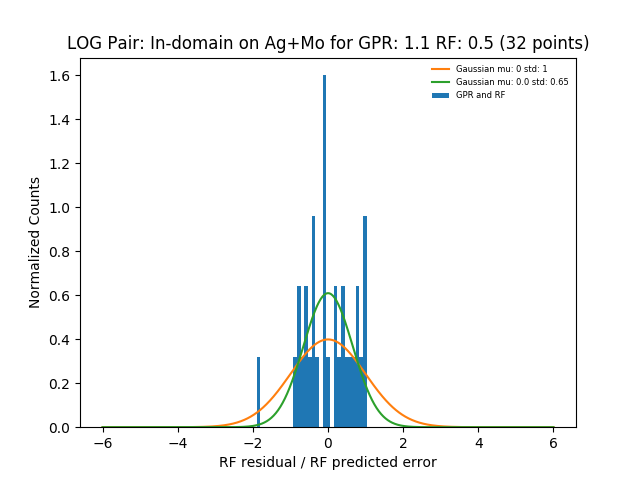 LOG Pair: In-domain on Ag+Mo for GPR: 1.1 RF: 0.5 (32 points)
Gaussian mu: 0 std: 1
Gaussian mu: 0.0 std: 0.65
GPR and RF
Normalized Counts
1.6
1.4
1.2
1.0
0.8
0.6
0.4
0.2
0.0
−6 −4 −2 0 2 4 6
RF residual / RF predicted error